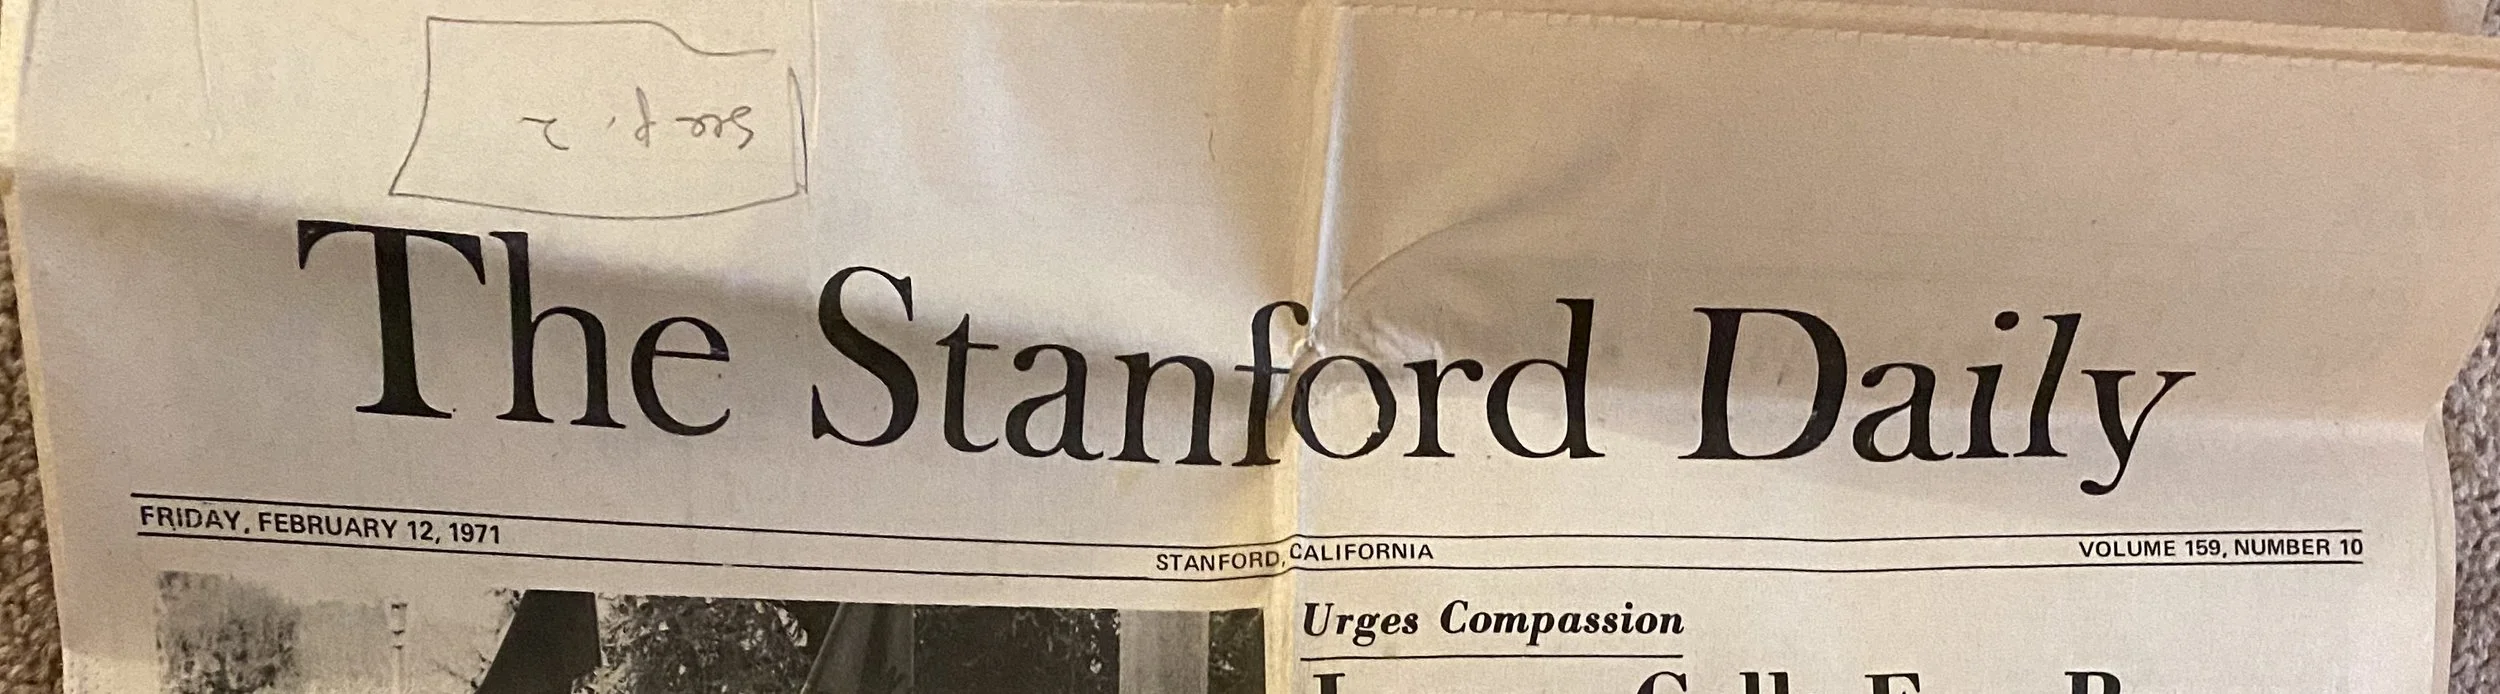 see p. 2
The Stanford Daily
FRIDAY, FEBRUARY 12, 1971
STANFORD, CALIFORNIA
VOLUME 159, NUMBER 10
Urges Compassion